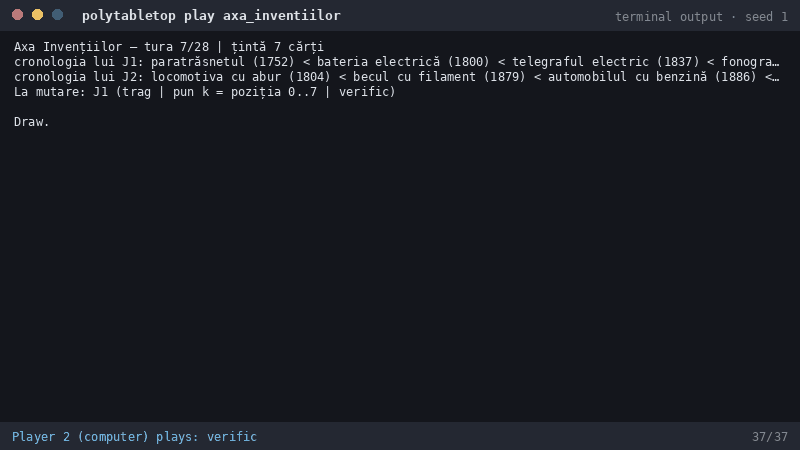 polytabletop play axa_inventiilor
terminal output · seed 1
Axa Invențiilor — tura 7/28 | țintă 7 cărți
cronologia lui J1: paratrăsnetul (1752) < bateria electrică (1800) < telegraful electric (1837) < fonogra…
cronologia lui J2: locomotiva cu abur (1804) < becul cu filament (1879) < automobilul cu benzină (1886) <…
La mutare: J1 (trag | pun k = poziția 0..7 | verific)
Draw.
Player 2 (computer) plays: verific
37/37